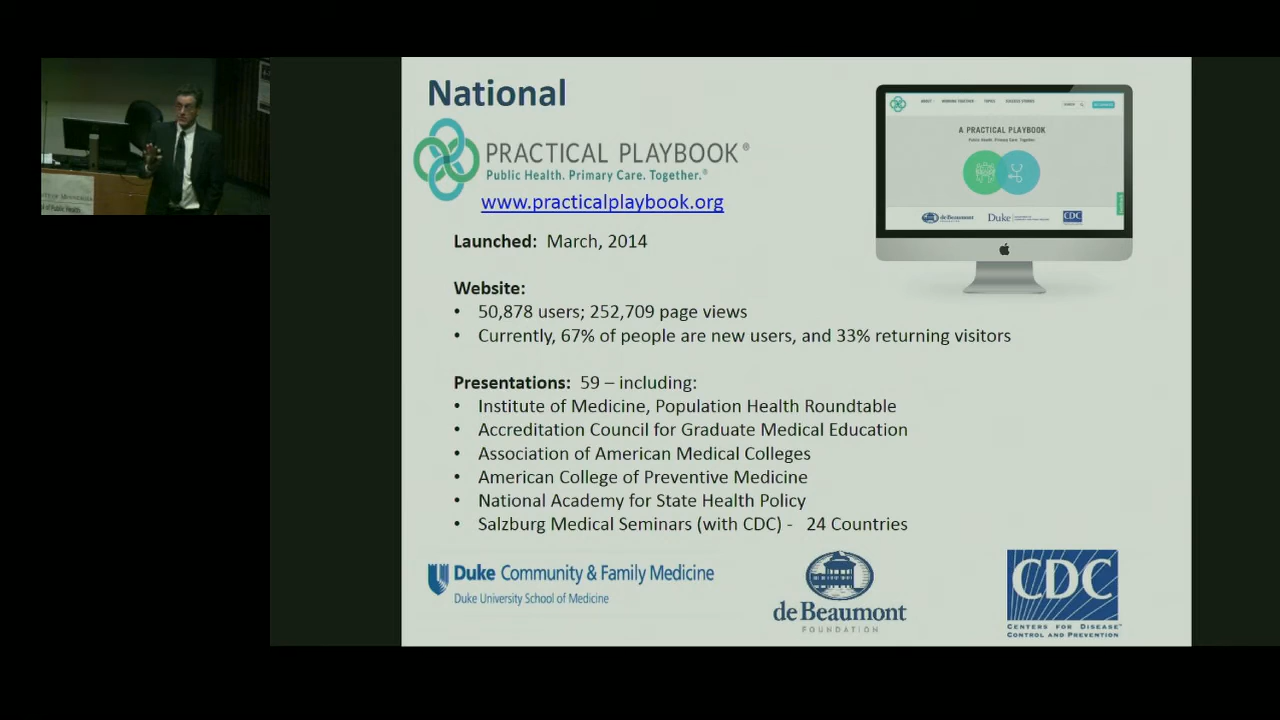 National
PRACTICAL PLAYBOOK®
Public Health. Primary Care. Together.®
www.practicalplaybook.org
A PRACTICAL PLAYBOOK
Public Health. Primary Care. Together.
de Beaumont
Duke
CDC
Launched: March, 2014
Website:
• 50,878 users; 252,709 page views
• Currently, 67% of people are new users, and 33% returning visitors
Presentations: 59 – including:
• Institute of Medicine, Population Health Roundtable
• Accreditation Council for Graduate Medical Education
• Association of American Medical Colleges
• American College of Preventive Medicine
• National Academy for State Health Policy
• Salzburg Medical Seminars (with CDC) - 24 Countries
Duke Community & Family Medicine
Duke University School of Medicine
de Beaumont
FOUNDATION
CDC
CENTERS FOR DISEASE
CONTROL AND PREVENTION